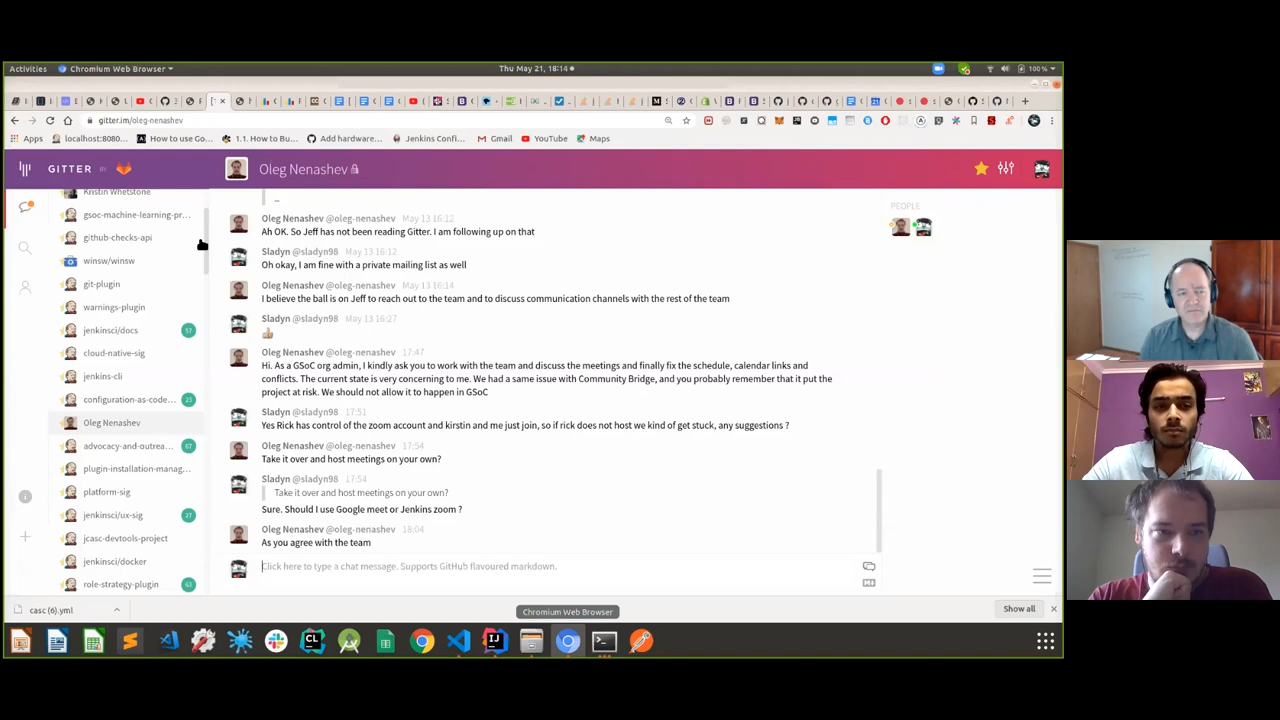 Activities
Chromium Web Browser
Thu May 21, 18:14
100 %
gitter.im/oleg-nenashev
Apps
localhost:8080...
How to use Go...
1.1. How to Bu...
Add hardware...
Jenkins Confi...
Gmail
YouTube
Maps
GITTER BY
Oleg Nenashev
Kristin Whetstone
gsoc-machine-learning-pr...
github-checks-api
winsw/winsw
git-plugin
warnings-plugin
jenkinsci/docs 57
cloud-native-sig
jenkins-cli
configuration-as-code... 23
Oleg Nenashev
advocacy-and-outrea... 67
plugin-installation-manag...
platform-sig
jenkinsci/ux-sig 27
jcasc-devtools-project
jenkinsci/docker
role-strategy-plugin 63
Oleg Nenashev @oleg-nenashev May 13 16:12
Ah OK. So Jeff has not been reading Gitter. I am following up on that
Sladyn @sladyn98 May 13 16:12
Oh okay, I am fine with a private mailing list as well
Oleg Nenashev @oleg-nenashev May 13 16:14
I believe the ball is on Jeff to reach out to the team and to discuss communication channels with the rest of the team
Sladyn @sladyn98 May 13 16:27
Oleg Nenashev @oleg-nenashev 17:47
Hi. As a GSoC org admin, I kindly ask you to work with the team and discuss the meetings and finally fix the schedule, calendar links and
conflicts. The current state is very concerning to me. We had a same issue with Community Bridge, and you probably remember that it put the
project at risk. We should not allow it to happen in GSoC
Sladyn @sladyn98 17:51
Yes Rick has control of the zoom account and kirstin and me just join, so if rick does not host we kind of get stuck, any suggestions ?
Oleg Nenashev @oleg-nenashev 17:54
Take it over and host meetings on your own?
Sladyn @sladyn98 17:54
Take it over and host meetings on your own?
Sure. Should I use Google meet or Jenkins zoom ?
Oleg Nenashev @oleg-nenashev 18:04
As you agree with the team
Click here to type a chat message. Supports GitHub flavoured markdown.
PEOPLE
casc (6).yml
Chromium Web Browser
Show all